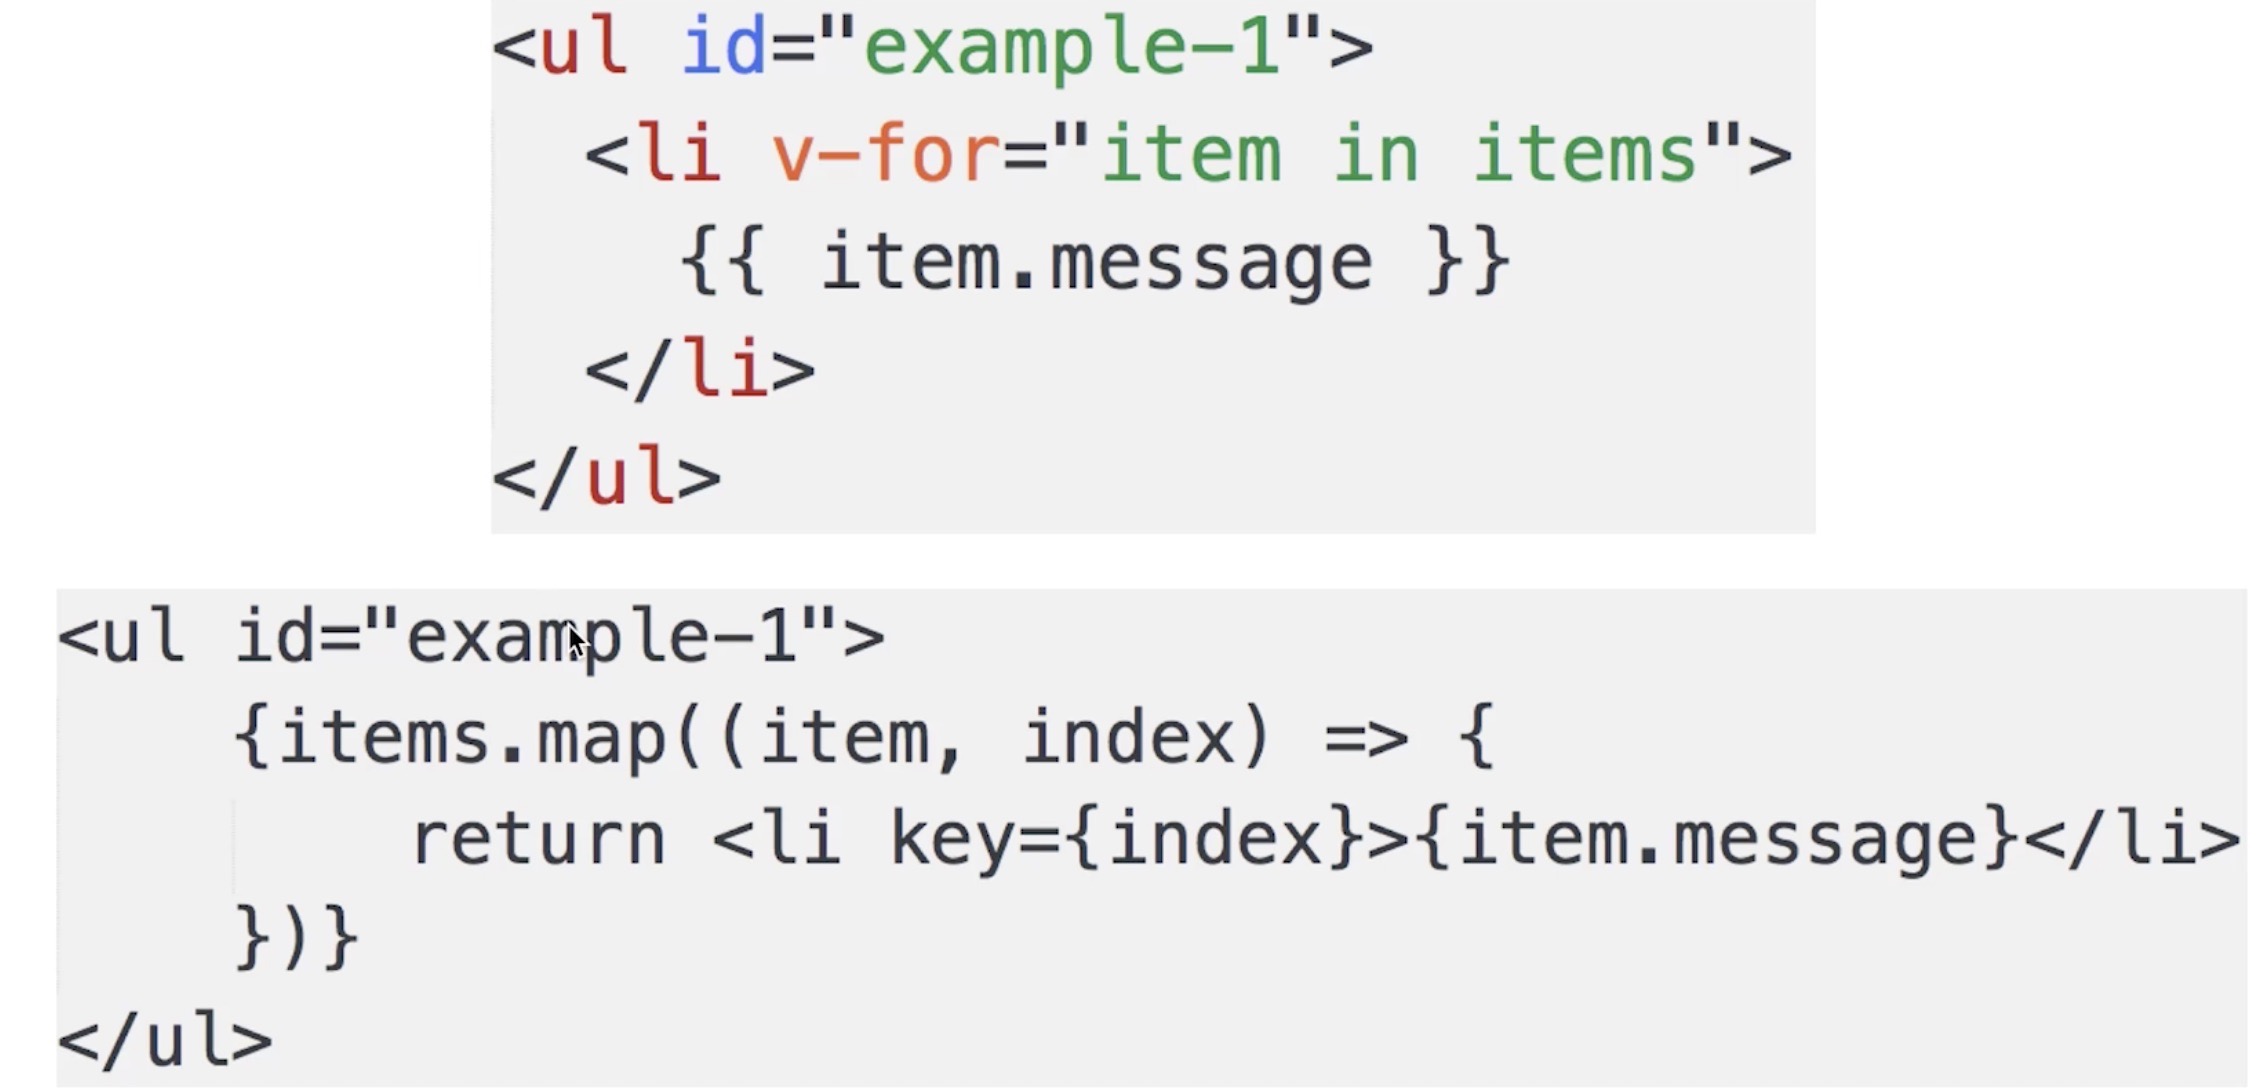 <ul id="example-1">
  <li v-for="item in items">
    {{ item.message }}
  </li>
</ul>
<ul id="example-1">
    {items.map((item, index) => {
        return <li key={index}>{item.message}</li>
    })}
</ul>